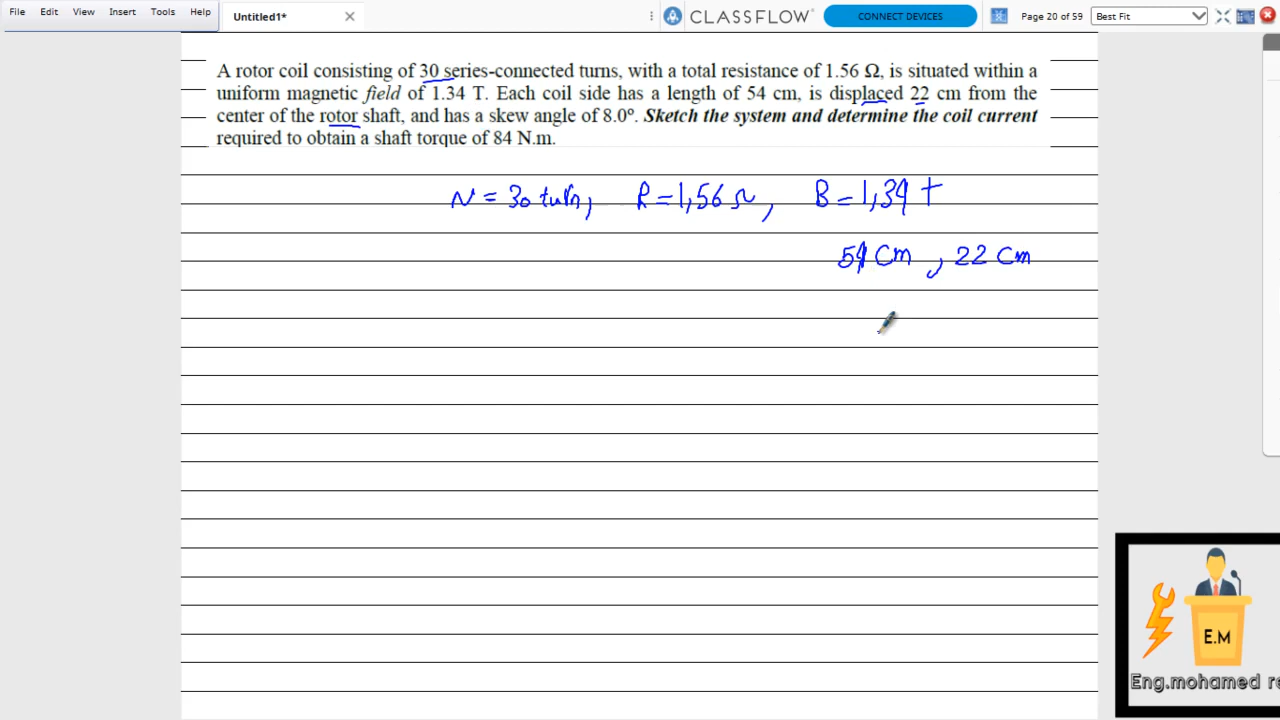 File Edit View Insert Tools Help
Untitled1*
CLASSFLOW
CONNECT DEVICES
Page 20 of 59
Best Fit
A rotor coil consisting of 30 series-connected turns, with a total resistance of 1.56 Ω, is situated within a
uniform magnetic field of 1.34 T. Each coil side has a length of 54 cm, is displaced 22 cm from the
center of the rotor shaft, and has a skew angle of 8.0º. Sketch the system and determine the coil current
required to obtain a shaft torque of 84 N.m.
N = 30 turn, R = 1,56 Ω, B = 1,34 T
54 Cm, 22 Cm
E.M
Eng.mohamed re